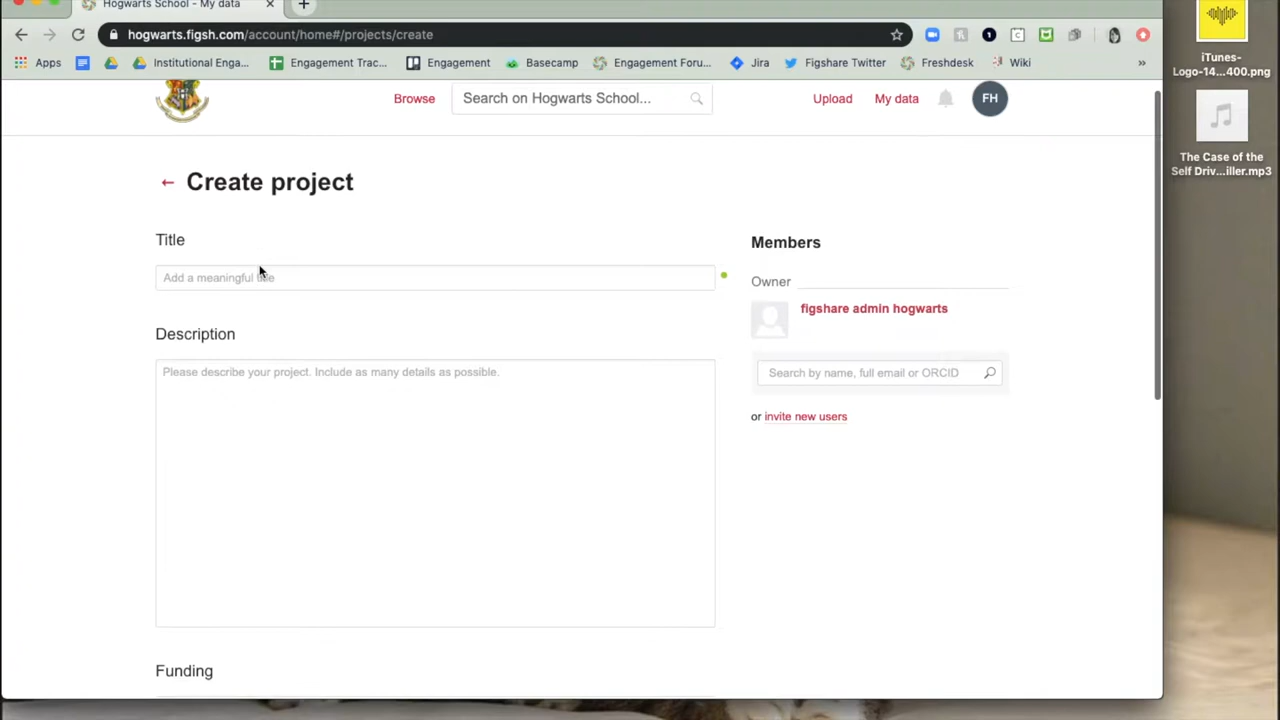 Hogwarts School - My data
hogwarts.figsh.com/account/home#/projects/create
Apps
Institutional Enga...
Engagement Trac...
Engagement
Basecamp
Engagement Foru...
Jira
Figshare Twitter
Freshdesk
Wiki
»
Browse
Search on Hogwarts School...
Upload
My data
FH
← Create project
Title
Add a meaningful title
Description
Please describe your project. Include as many details as possible.
Funding
Members
Owner
figshare admin hogwarts
Search by name, full email or ORCID
or invite new users
iTunes-
Logo-14...400.png
The Case of the
Self Driv...iller.mp3